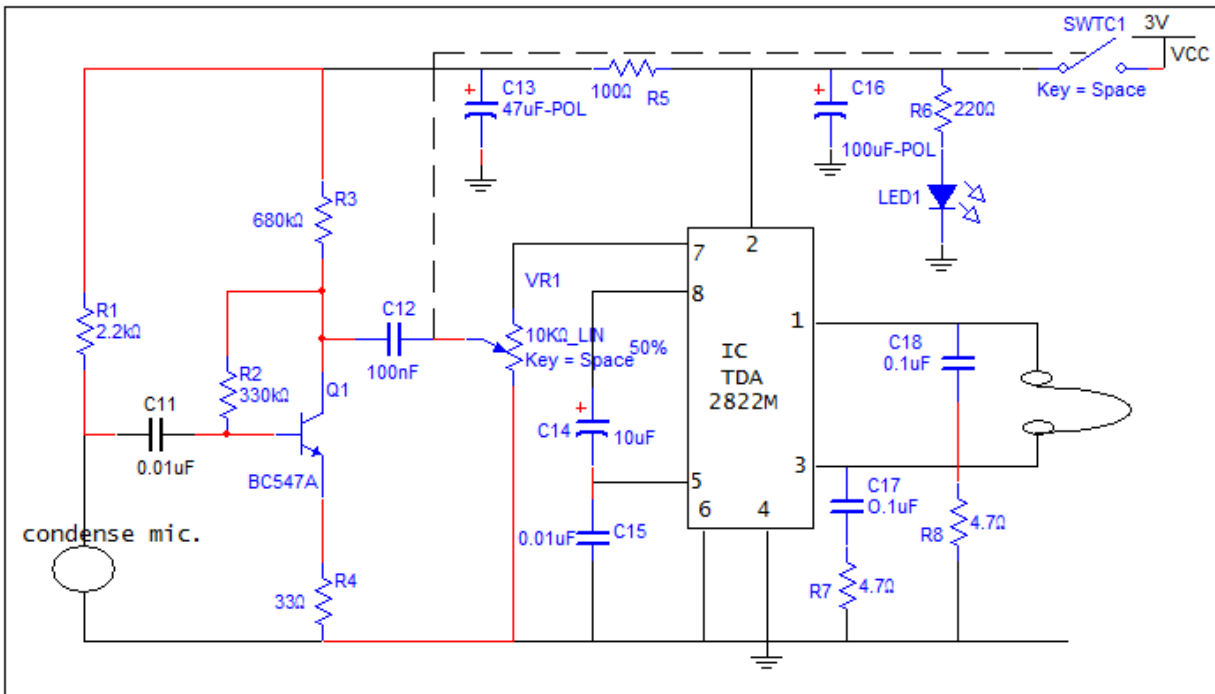 SWTC1
3V
VCC
Key = Space
+
C13
47uF-POL
100Ω
R5
+
C16
100uF-POL
R6
220Ω
LED1
R3
680kΩ
R1
2.2kΩ
R2
330kΩ
Q1
BC547A
C11
0.01uF
C12
100nF
VR1
10KΩ_LIN
Key = Space
50%
7
2
8
1
IC
TDA
2822M
5
3
6
4
+
C14
10uF
0.01uF
C15
C18
0.1uF
C17
O.1uF
R8
4.7Ω
R7
4.7Ω
condense mic.
R4
33Ω